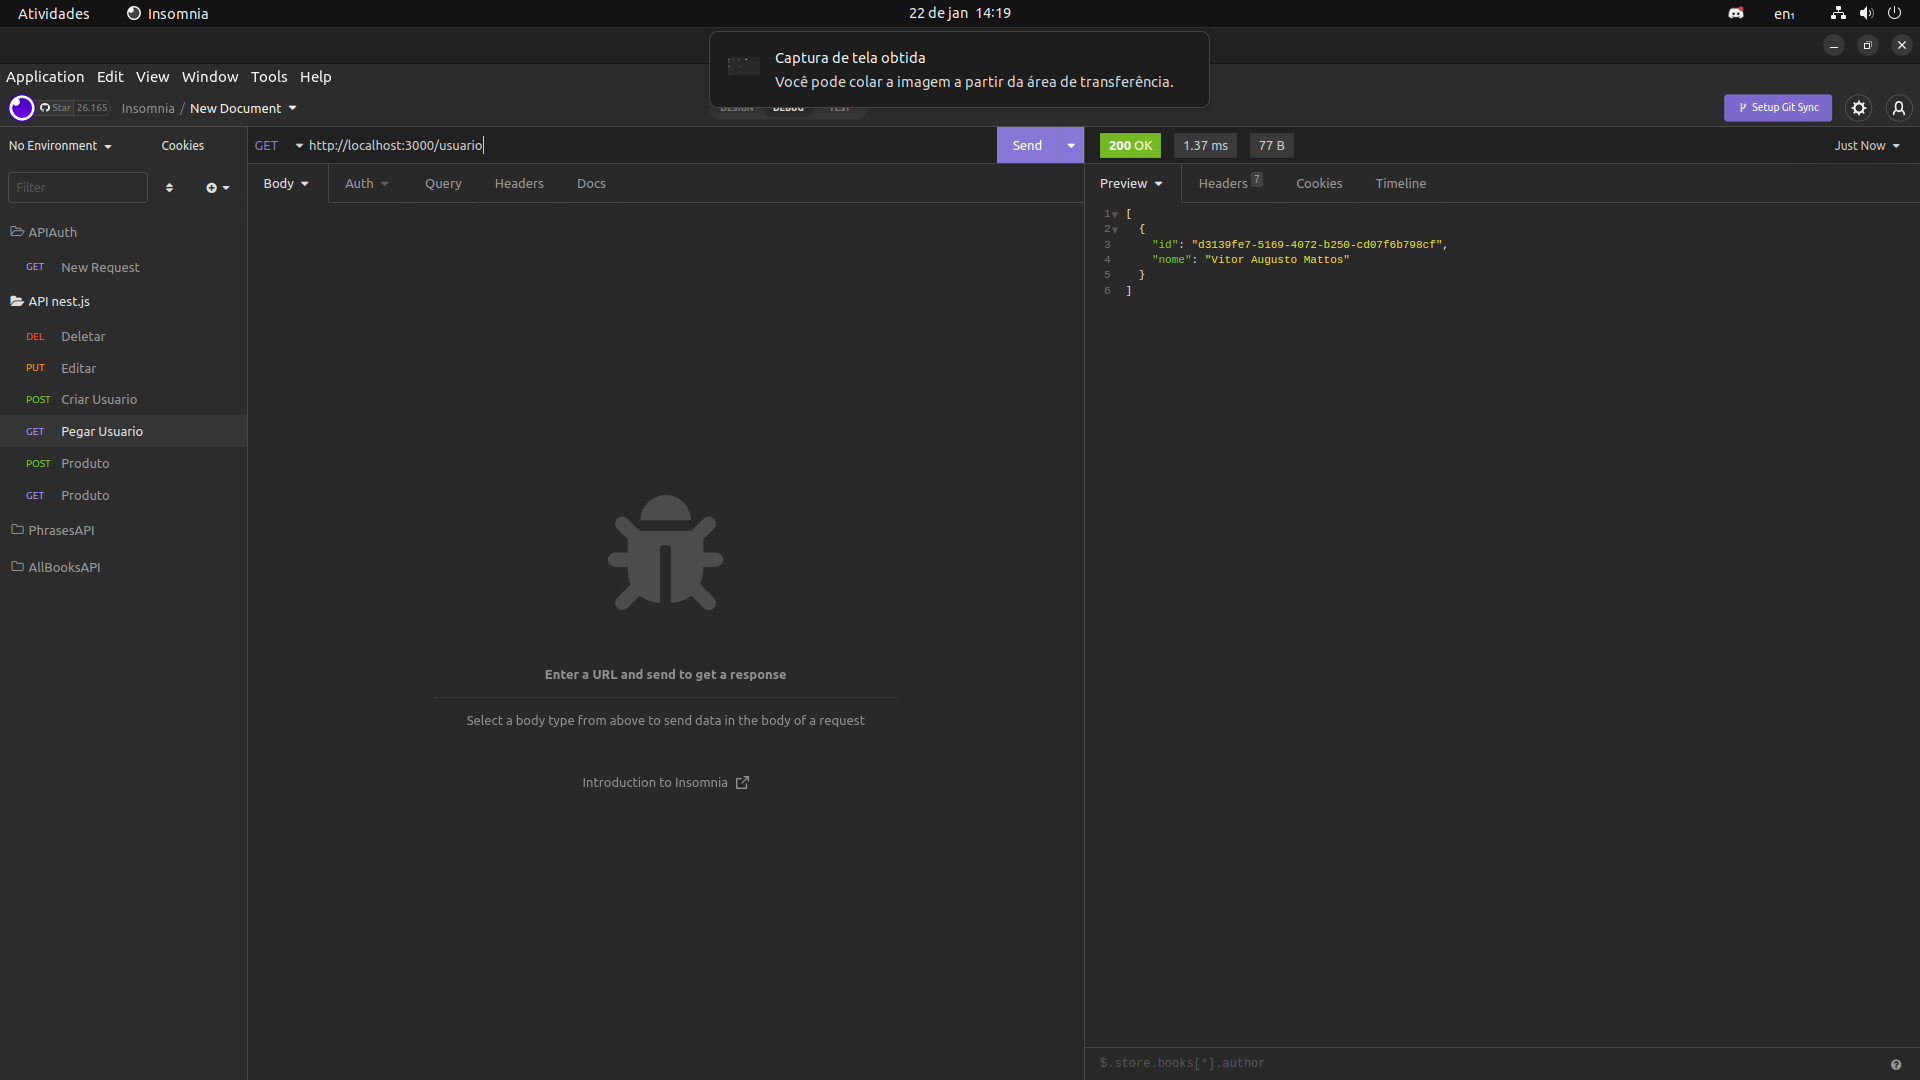 Atividades
Insomnia
22 de jan 14:19
en₁
Captura de tela obtida
Você pode colar a imagem a partir da área de transferência.
Application Edit View Window Tools Help
Star 26.165
Insomnia / New Document
DESIGN DEBUG TEST
Setup Git Sync
No Environment
Cookies
GET http://localhost:3000/usuario
Send
200 OK
1.37 ms
77 B
Just Now
Filter
Body
Auth
Query
Headers
Docs
Preview
Headers 7
Cookies
Timeline
APIAuth
GET New Request
API nest.js
DEL Deletar
PUT Editar
POST Criar Usuario
GET Pegar Usuario
POST Produto
GET Produto
PhrasesAPI
AllBooksAPI
Enter a URL and send to get a response
Select a body type from above to send data in the body of a request
Introduction to Insomnia
1 [
2 {
3 "id": "d3139fe7-5169-4072-b250-cd07f6b798cf",
4 "nome": "Vitor Augusto Mattos"
5 }
6 ]
$.store.books[*].author